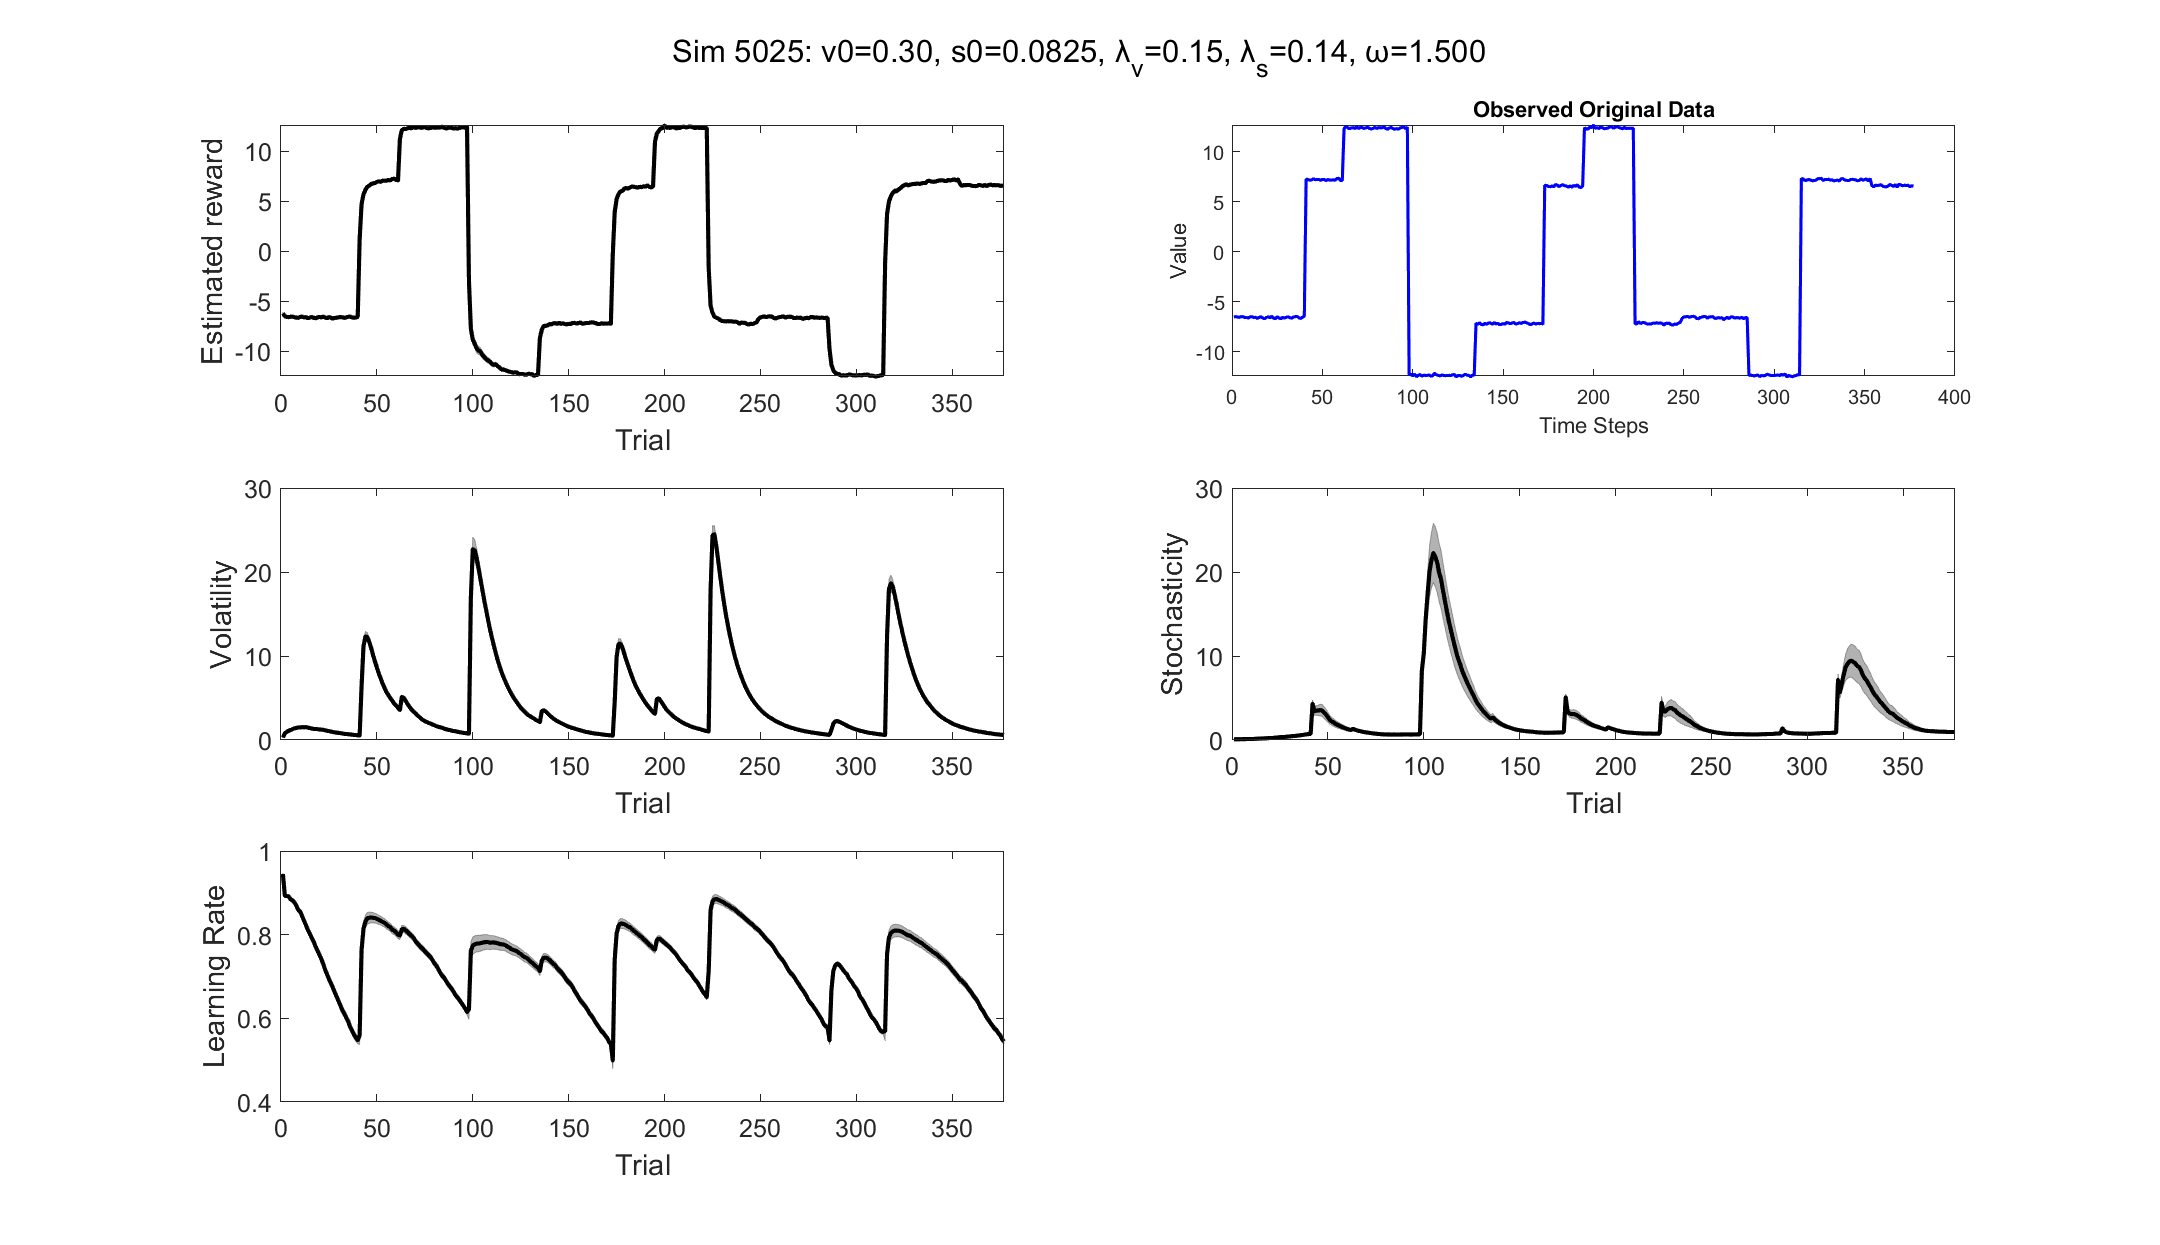 Sim 5025: v0=0.30, s0=0.0825, λ_v=0.15, λ_s=0.14, ω=1.500
Estimated reward
10
5
0
-5
-10
0 50 100 150 200 250 300 350
Trial
Observed Original Data
Value
10
5
0
-5
-10
0 50 100 150 200 250 300 350 400
Time Steps
Volatility
30
20
10
0
0 50 100 150 200 250 300 350
Trial
Stochasticity
30
20
10
0
0 50 100 150 200 250 300 350
Trial
Learning Rate
1
0.8
0.6
0.4
0 50 100 150 200 250 300 350
Trial